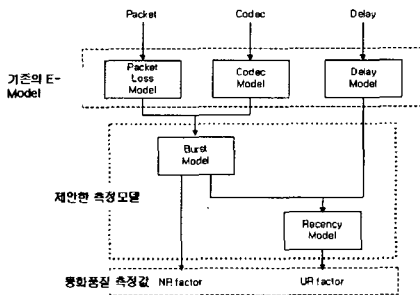 Packet Codec Delay
기존의 E-Model
Packet Loss Model
Codec Model
Delay Model
Burst Model
제안한 측정모델
Recency Model
통화품질 측정값 NR factor UR factor